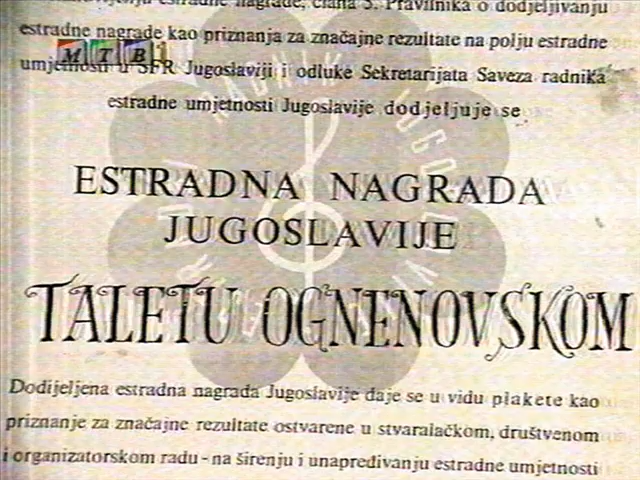 estradne nagrade, člana 5. Pravilnika o dodjeljivanju
estradne nagrade kao priznanja za značajne rezultate na polju estradne
МТВ 1
umjetnosti u SFR Jugoslaviji i odluke Sekretarijata Saveza radnika
estradne umjetnosti Jugoslavije dodjeljuje se
ESTRADNA NAGRADA
JUGOSLAVIJE
TALETU OGNENOVSKOM
Dodijeljena estradna nagrada Jugoslavije daje se u vidu plakete kao
priznanje za značajne rezultate ostvarene u stvaralačkom, društvenom
i organizatorskom radu - na širenju i unapređivanju estradne umjetnosti